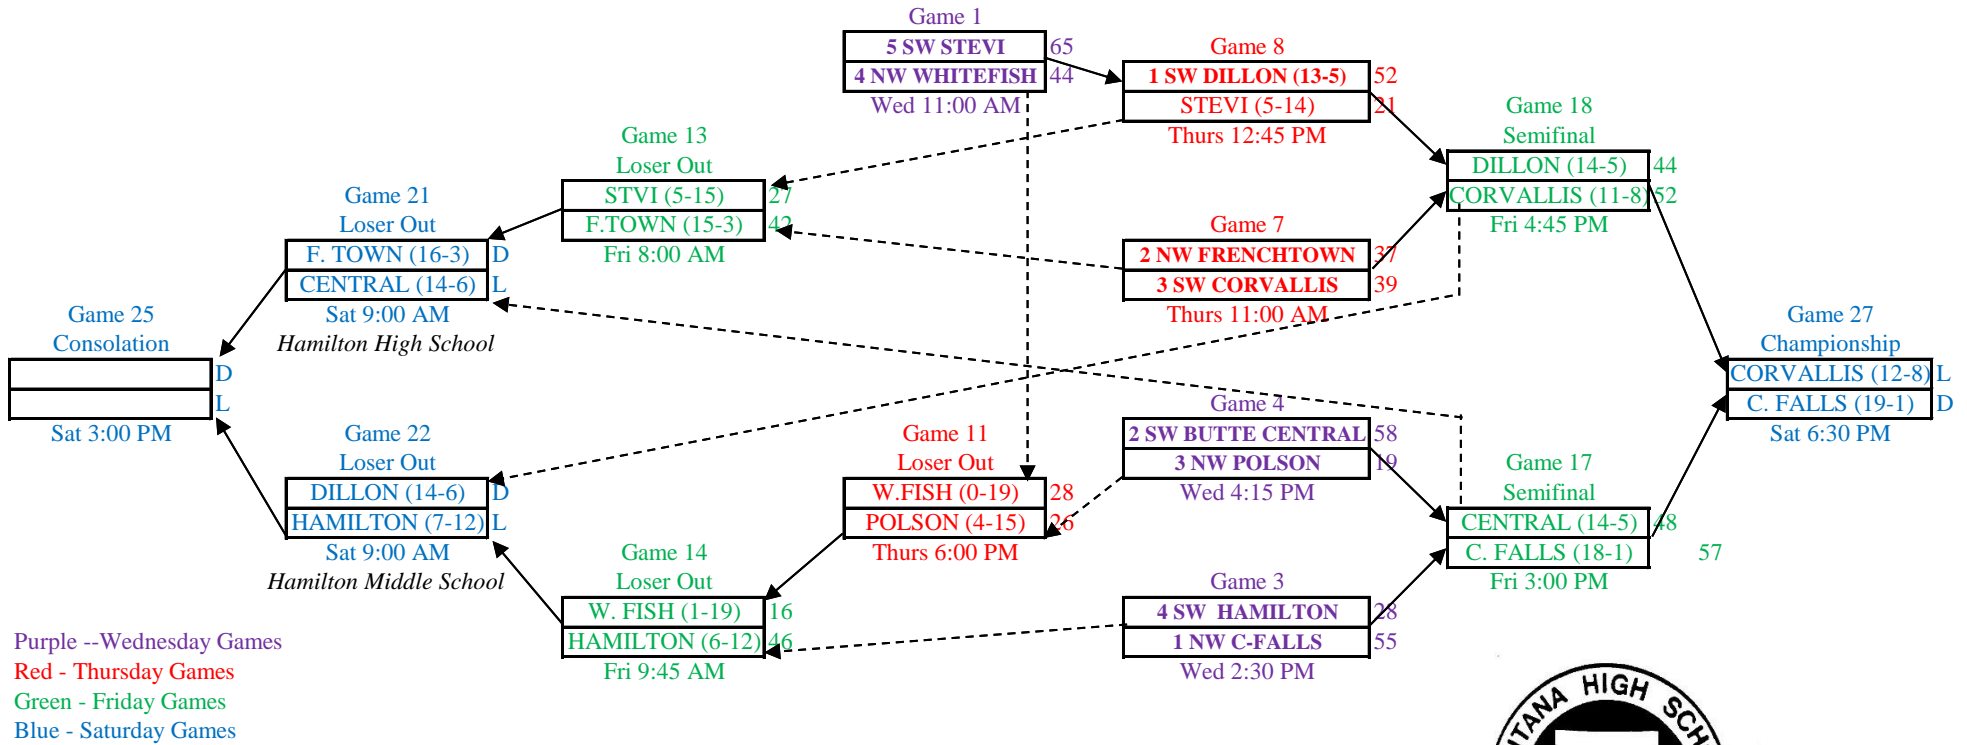 Game 1
5 SW STEVI 65
4 NW WHITEFISH 44
Wed 11:00 AM
Game 8
1 SW DILLON (13-5) 52
STEVI (5-14) 21
Thurs 12:45 PM
Game 18
Semifinal
DILLON (14-5) 44
CORVALLIS (11-8) 52
Fri 4:45 PM
Game 13
Loser Out
STVI (5-15) 27
F.TOWN (15-3) 42
Fri 8:00 AM
Game 21
Loser Out
F. TOWN (16-3) D
CENTRAL (14-6) L
Sat 9:00 AM
Hamilton High School
Game 7
2 NW FRENCHTOWN 37
3 SW CORVALLIS 39
Thurs 11:00 AM
Game 25
Consolation
D
L
Sat 3:00 PM
Game 27
Championship
CORVALLIS (12-8) L
C. FALLS (19-1) D
Sat 6:30 PM
Game 22
Loser Out
DILLON (14-6) D
HAMILTON (7-12) L
Sat 9:00 AM
Hamilton Middle School
Game 11
Loser Out
W.FISH (0-19) 28
POLSON (4-15) 26
Thurs 6:00 PM
Game 4
2 SW BUTTE CENTRAL 58
3 NW POLSON 19
Wed 4:15 PM
Game 17
Semifinal
CENTRAL (14-5) 48
C. FALLS (18-1) 57
Fri 3:00 PM
Game 14
Loser Out
W. FISH (1-19) 16
HAMILTON (6-12) 46
Fri 9:45 AM
Game 3
4 SW HAMILTON 28
1 NW C-FALLS 55
Wed 2:30 PM
Purple --Wednesday Games
Red - Thursday Games
Green - Friday Games
Blue - Saturday Games
HIGH